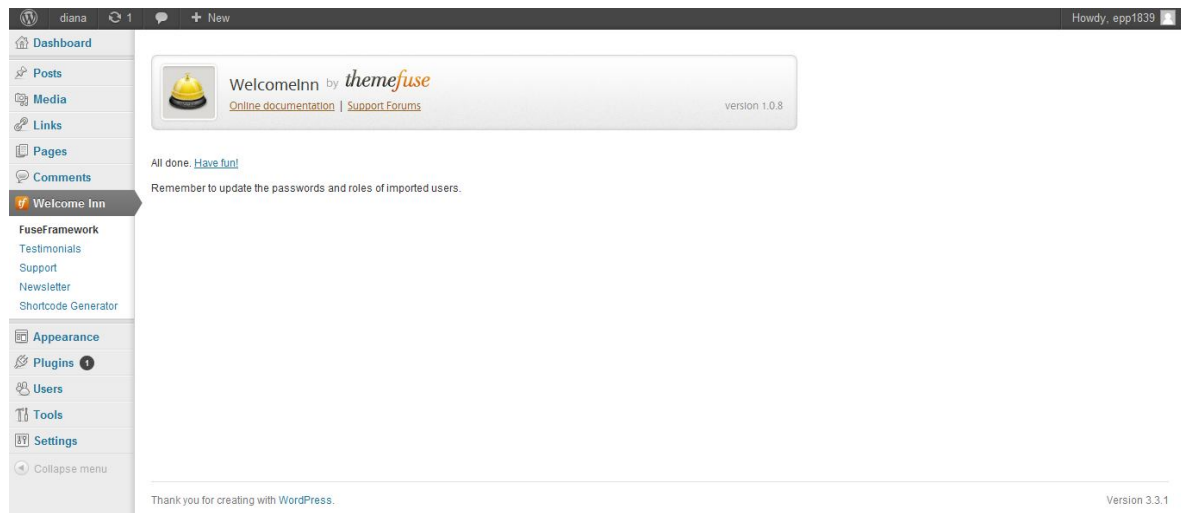 diana 1 + New Howdy, epp1839
Dashboard
Posts
Media
Links
Pages
Comments
Welcome Inn
FuseFramework
Testimonials
Support
Newsletter
Shortcode Generator
Appearance
Plugins 1
Users
Tools
Settings
Collapse menu
WelcomeInn by themefuse
Online documentation | Support Forums version 1.0.8
All done. Have fun!
Remember to update the passwords and roles of imported users.
Thank you for creating with WordPress. Version 3.3.1